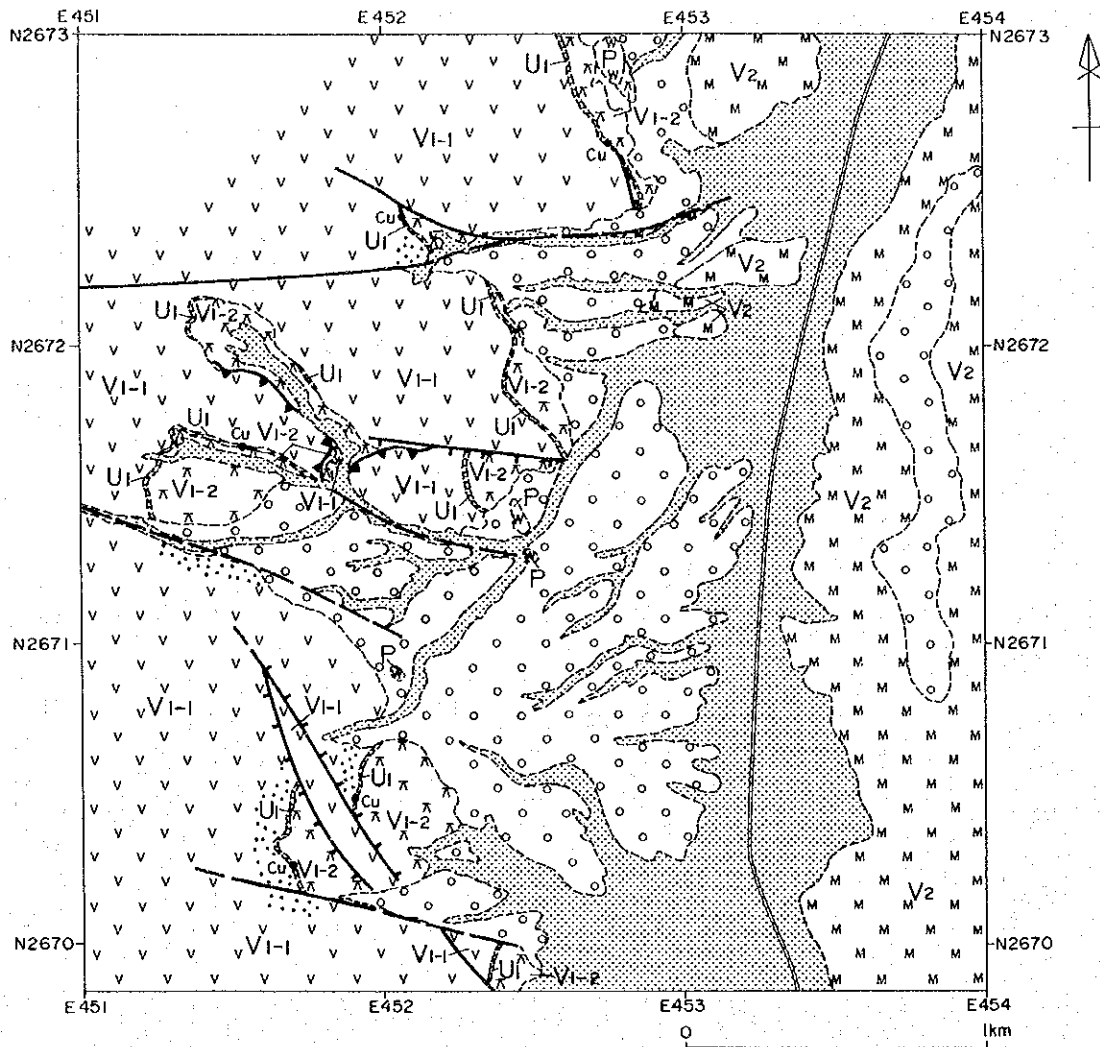 E451 E452 E453 E454
N2673 N2673
U1 P V2
V1-2
V1-1
Cu
Cu
U1
V2
U1
U1 V1-2 V2
N2672 N2672
U1 V2
V1-1 V1-1 V1-2
U1 Cu V1-2 U1
U1 V1-2
V1-2 V1-1 V1-1 P V2
U1
P
N2671 N2671
P
V1-1 V1-1
U1
Cu
U1 V1-2
Cu V1-2
V2
N2670 V1-1 N2670
V1-1 U1 V1-2
E451 E452 E453 E454
0 1km